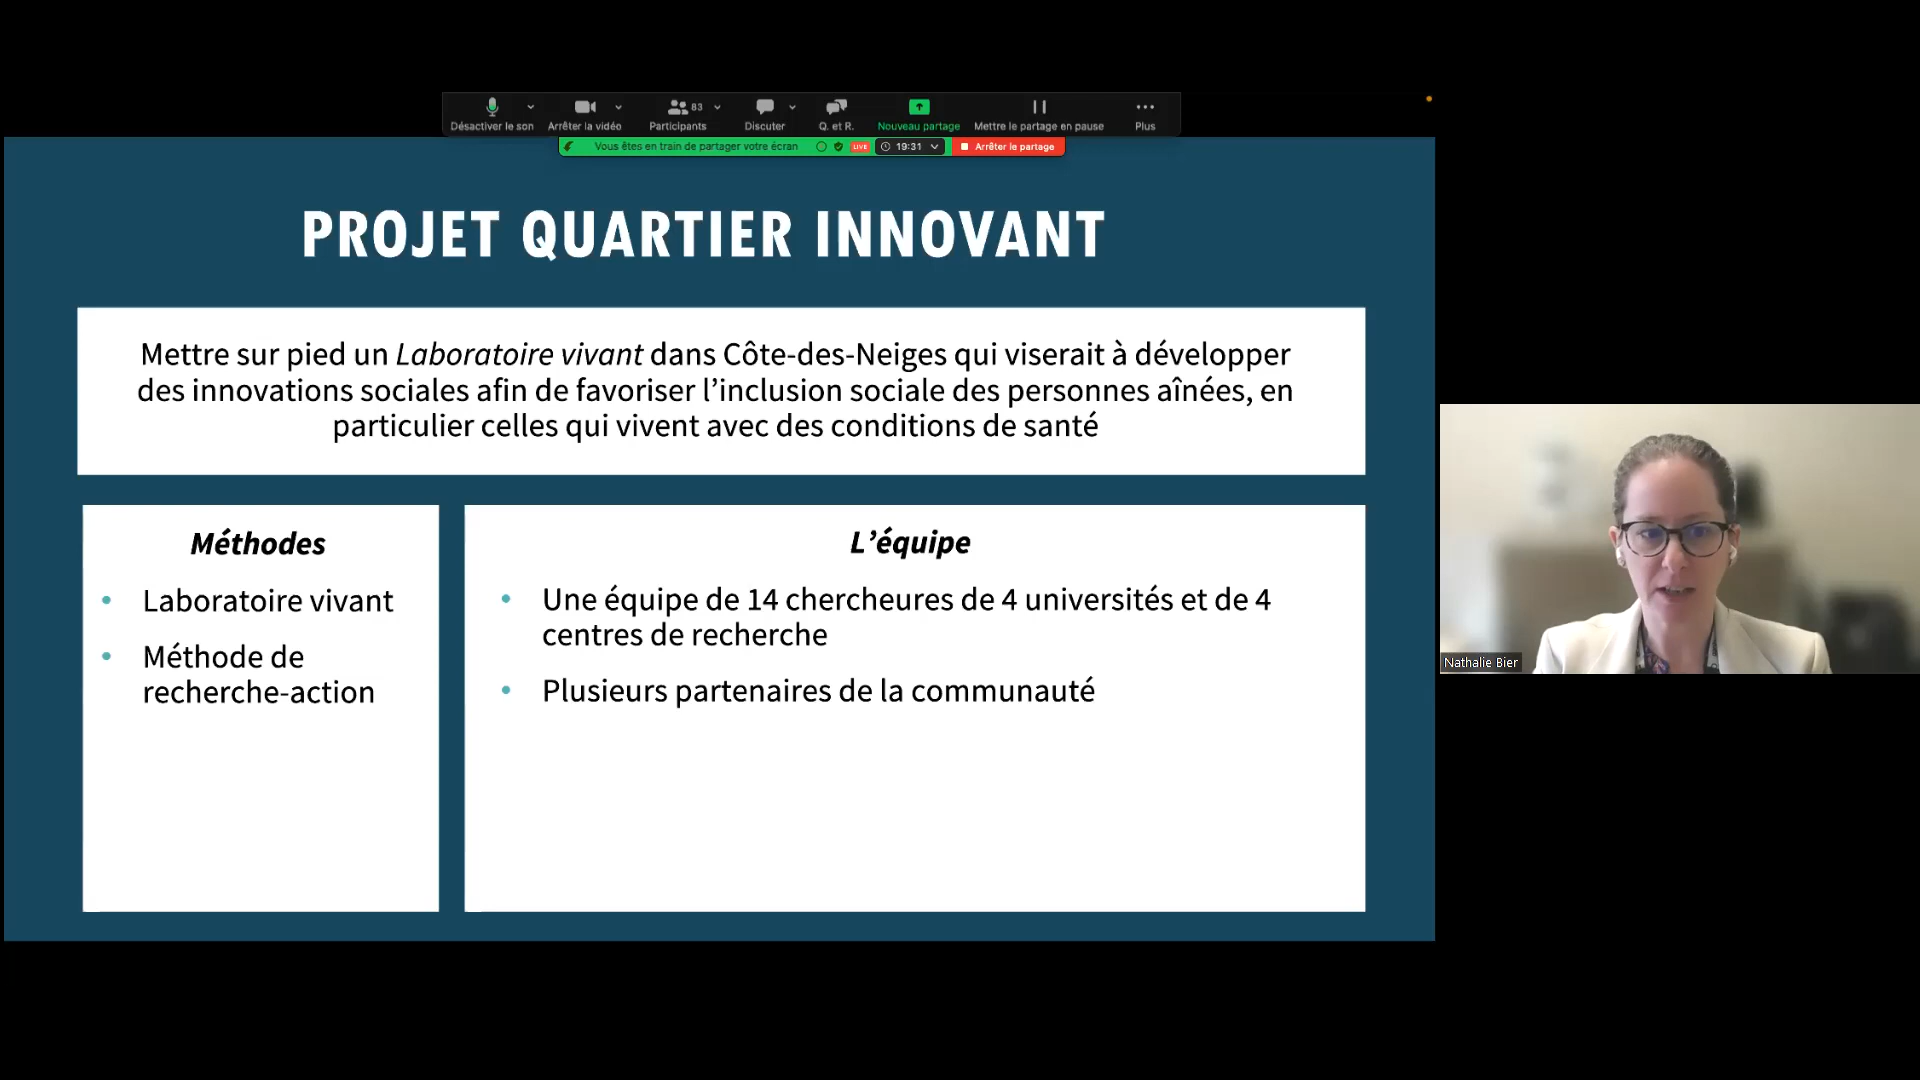 83
Désactiver le son
Arrêter la vidéo
Participants
Discuter
Q. et R.
Nouveau partage
Mettre le partage en pause
Plus
Vous êtes en train de partager votre écran
LIVE
19:31
Arrêter le partage
PROJET QUARTIER INNOVANT
Mettre sur pied un Laboratoire vivant dans Côte-des-Neiges qui viserait à développer
des innovations sociales afin de favoriser l’inclusion sociale des personnes aînées, en
particulier celles qui vivent avec des conditions de santé
Méthodes
• Laboratoire vivant
• Méthode de
recherche-action
L’équipe
• Une équipe de 14 chercheures de 4 universités et de 4
centres de recherche
• Plusieurs partenaires de la communauté
Nathalie Bier